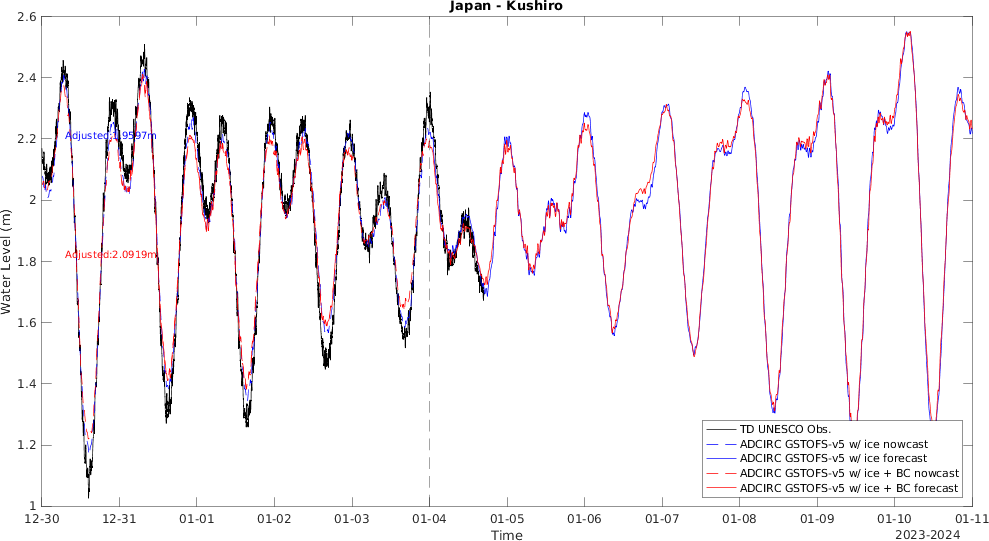 Japan - Kushiro
2.6
2.4
2.2
2
1.8
1.6
1.4
1.2
1
Water Level (m)
Adjusted:1.9597m
Adjusted:2.0919m
TD UNESCO Obs.
ADCIRC GSTOFS-v5 w/ ice nowcast
ADCIRC GSTOFS-v5 w/ ice forecast
ADCIRC GSTOFS-v5 w/ ice + BC nowcast
ADCIRC GSTOFS-v5 w/ ice + BC forecast
12-30 12-31 01-01 01-02 01-03 01-04 01-05 01-06 01-07 01-08 01-09 01-10 01-11
Time
2023-2024